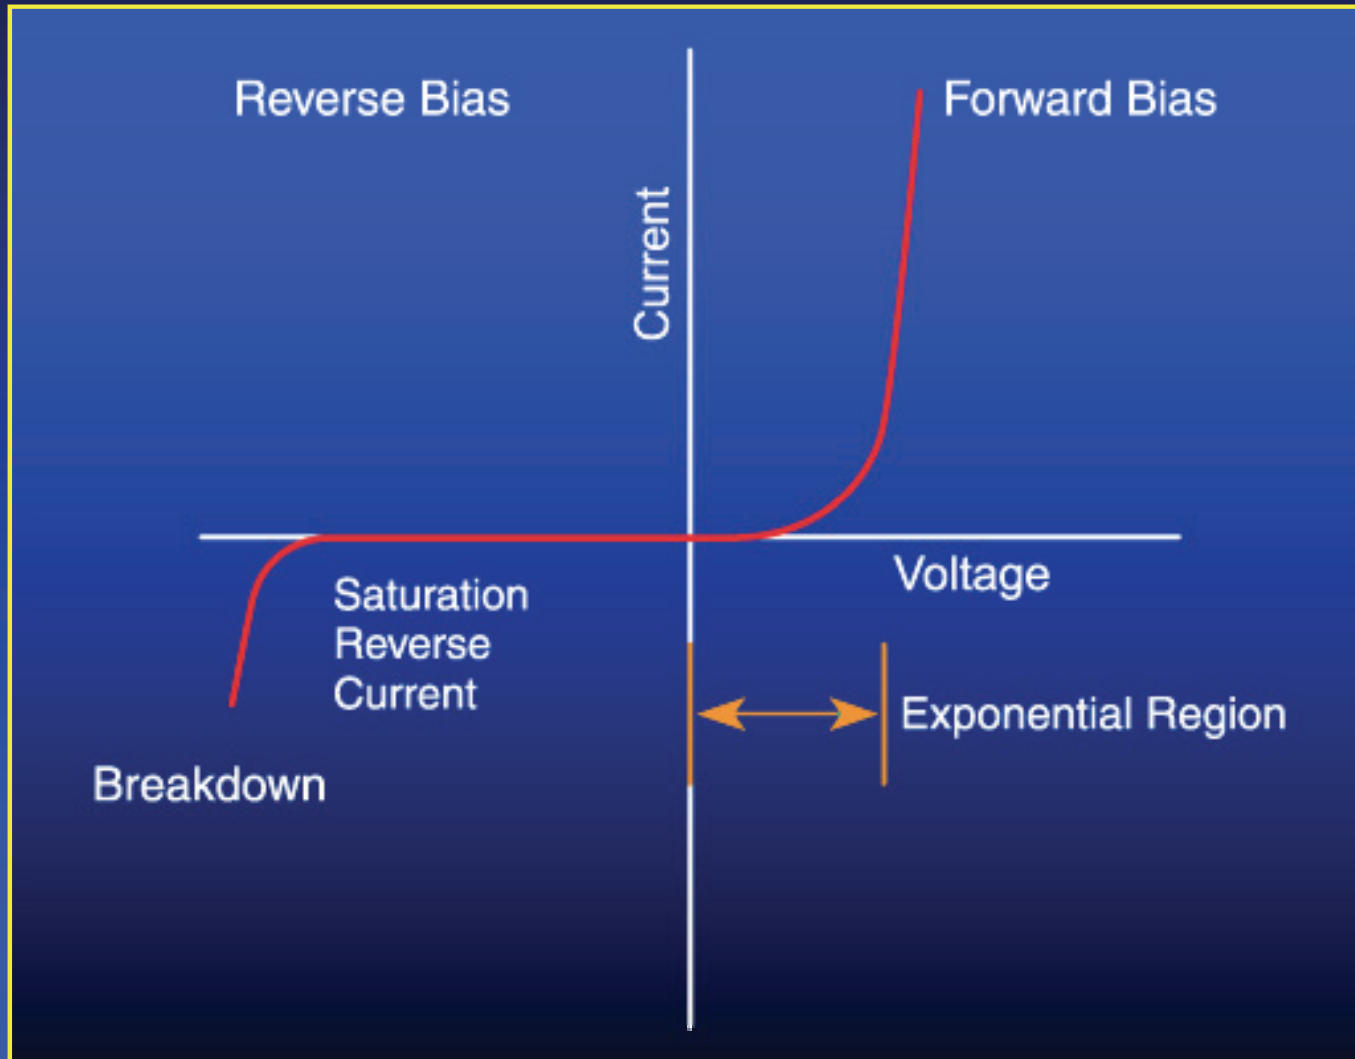 Reverse Bias
Forward Bias
Current
Voltage
Saturation
Reverse
Current
Exponential Region
Breakdown